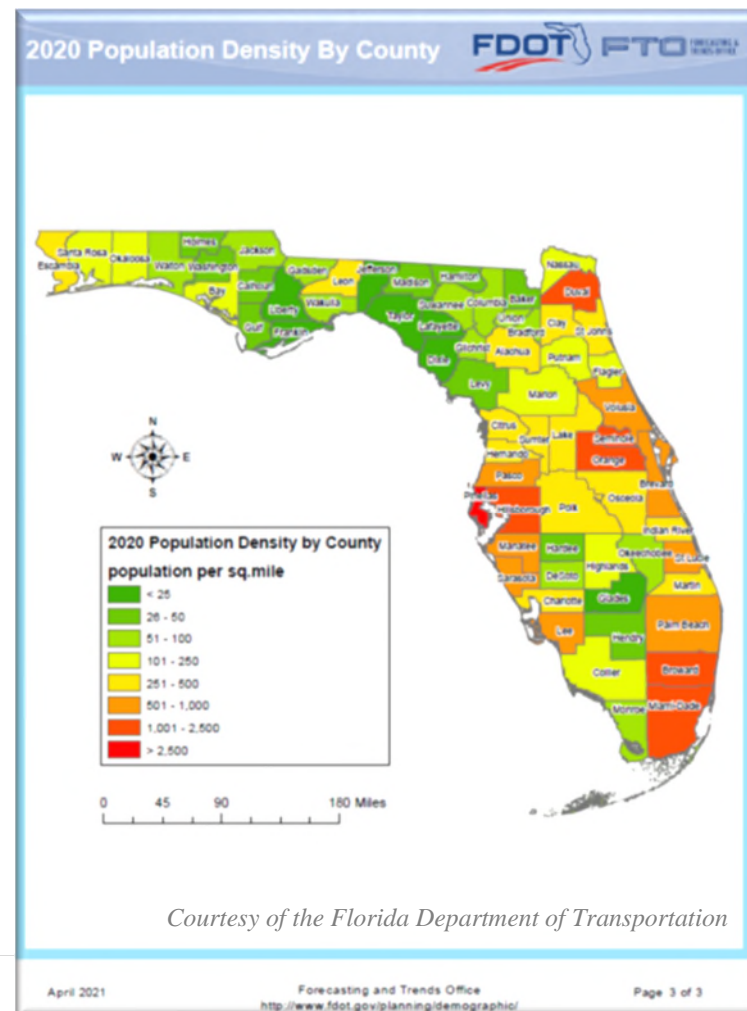 2020 Population Density By County
FDOT
FTO FORECASTING & TRENDS OFFICE
Holmes
Jackson
Santa Rosa
Okaloosa
Escambia
Walton
Washington
Gadsden
Jefferson
Hamilton
Nassau
Bay
Calhoun
Leon
Madison
Duval
Liberty
Wakulla
Suwannee
Columbia
Baker
Gulf
Franklin
Taylor
Union
Lafayette
Bradford
Clay
St Johns
Gilchrist
Alachua
Putnam
Dixie
Flagler
Levy
Marion
Volusia
Citrus
Sumter
Lake
Seminole
Hernando
Orange
Pasco
Brevard
Pinellas
Hillsborough
Polk
Osceola
Indian River
Manatee
Hardee
Okeechobee
St Lucie
Highlands
Sarasota
DeSoto
Martin
Charlotte
Glades
Lee
Hendry
Palm Beach
Collier
Broward
Monroe
Miami-Dade
N
W
E
S
2020 Population Density by County
population per sq.mile
< 25
26 - 50
51 - 100
101 - 250
251 - 500
501 - 1,000
1,001 - 2,500
> 2,500
0 45 90 180 Miles
Courtesy of the Florida Department of Transportation
April 2021
Forecasting and Trends Office
http://www.fdot.gov/planning/demographic/
Page 3 of 3